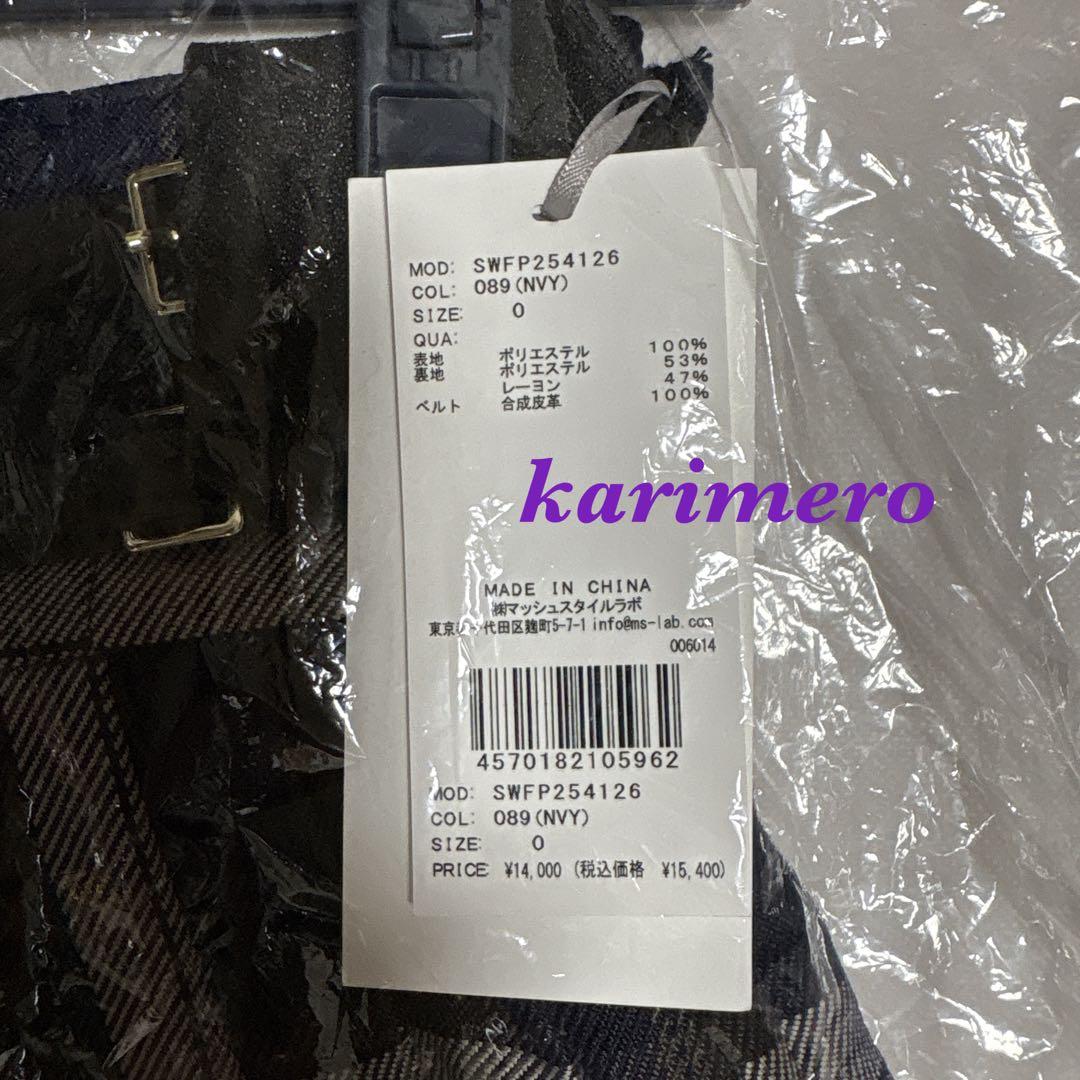 MOD: SWFP254126
COL: 089(NVY)
SIZE: 0
QUA:
表地 ポリエステル 100%
裏地 ポリエステル 53%
レーヨン 47%
ベルト 合成皮革 100%
karimero
MADE IN CHINA
㈱マッシュスタイルラボ
東京 代田区麹町5-7-1 info@ms-lab.com
006014
4570182105962
MOD: SWFP254126
COL: 089(NVY)
SIZE: 0
PRICE: ¥14,000 (税込価格 ¥15,400)